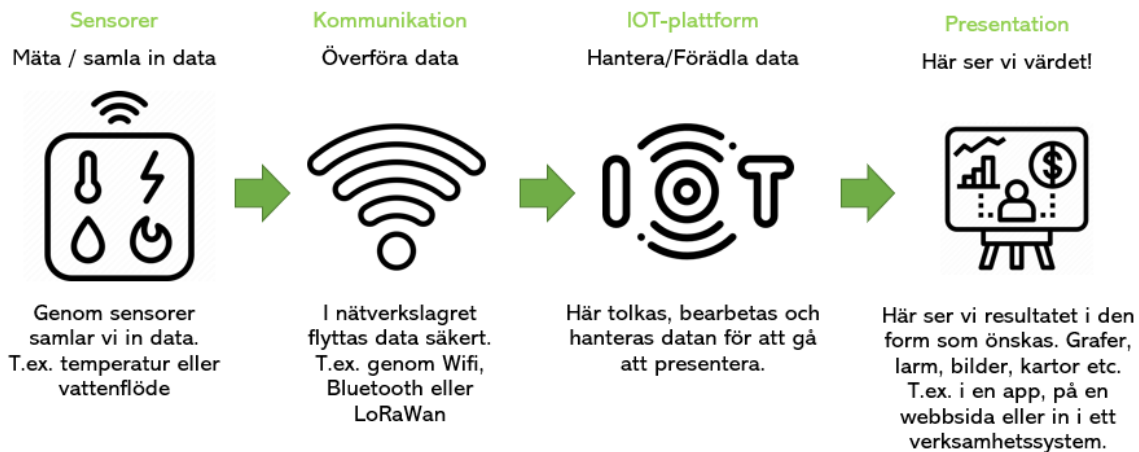 Sensorer
Mäta / samla in data
Genom sensorer
samlar vi in data.
T.ex. temperatur eller
vattenflöde
Kommunikation
Överföra data
I nätverkslagret
flyttas data säkert.
T.ex. genom Wifi,
Bluetooth eller
LoRaWan
IOT-plattform
Hantera/Förädla data
IOT
Här tolkas, bearbetas och
hanteras datan för att gå
att presentera.
Presentation
Här ser vi värdet!
$
Här ser vi resultatet i den
form som önskas. Grafer,
larm, bilder, kartor etc.
T.ex. i en app, på en
webbsida eller in i ett
verksamhetssystem.